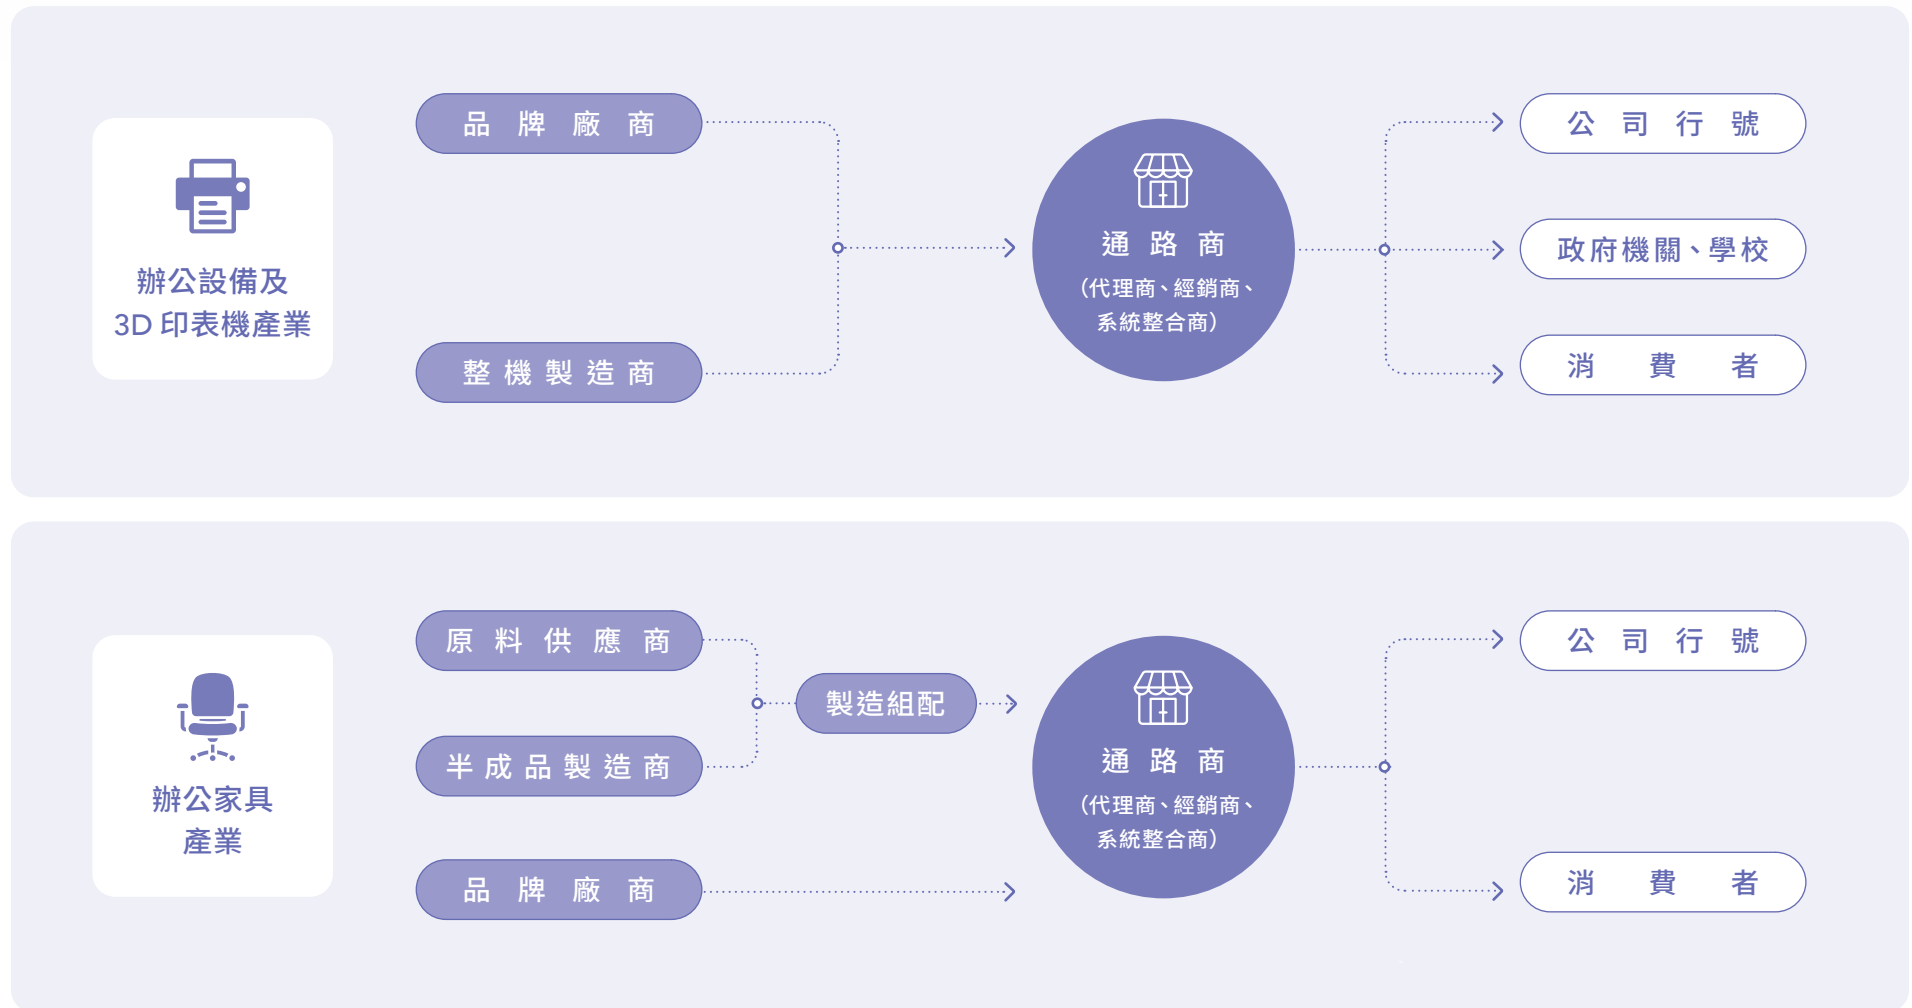 辦公設備及
3D 印表機產業
品牌廠商
整機製造商
通路商
（代理商、經銷商、
系統整合商）
公司行號
政府機關、學校
消費者
辦公家具
產業
原料供應商
半成品製造商
品牌廠商
製造組配
通路商
（代理商、經銷商、
系統整合商）
公司行號
消費者